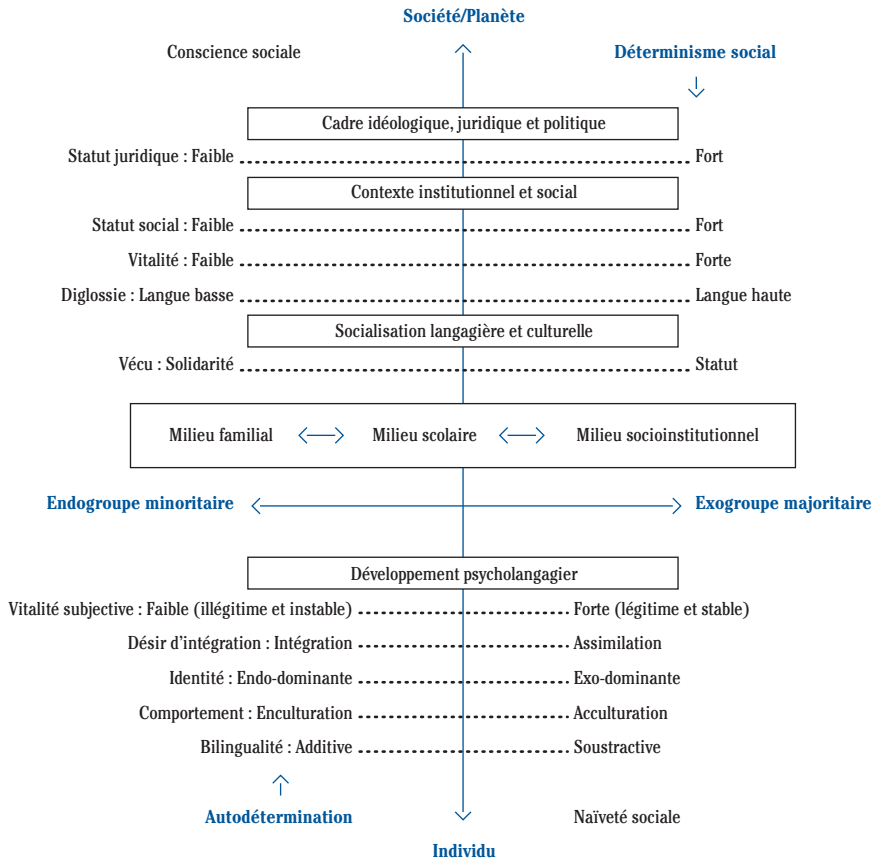 Société/Planète
Conscience sociale
Déterminisme social
Cadre idéologique, juridique et politique
Statut juridique : Faible
Fort
Contexte institutionnel et social
Statut social : Faible
Fort
Vitalité : Faible
Forte
Diglossie : Langue basse
Langue haute
Socialisation langagière et culturelle
Vécu : Solidarité
Statut
Milieu familial
Milieu scolaire
Milieu socioinstitutionnel
Endogroupe minoritaire
Exogroupe majoritaire
Développement psycholangagier
Vitalité subjective : Faible (illégitime et instable)
Forte (légitime et stable)
Désir d'intégration : Intégration
Assimilation
Identité : Endo-dominante
Exo-dominante
Comportement : Enculturation
Acculturation
Bilingualité : Additive
Soustractive
Autodétermination
Naïveté sociale
Individu